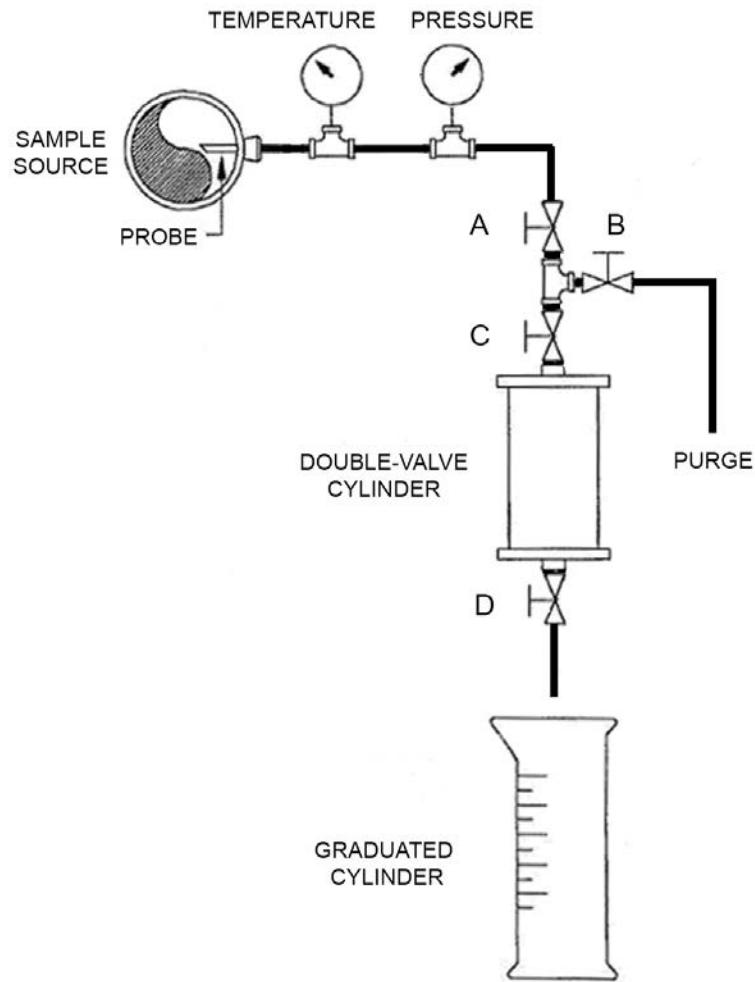 TEMPERATURE
PRESSURE
SAMPLE
SOURCE
PROBE
A
B
C
DOUBLE-VALVE
CYLINDER
PURGE
D
GRADUATED
CYLINDER